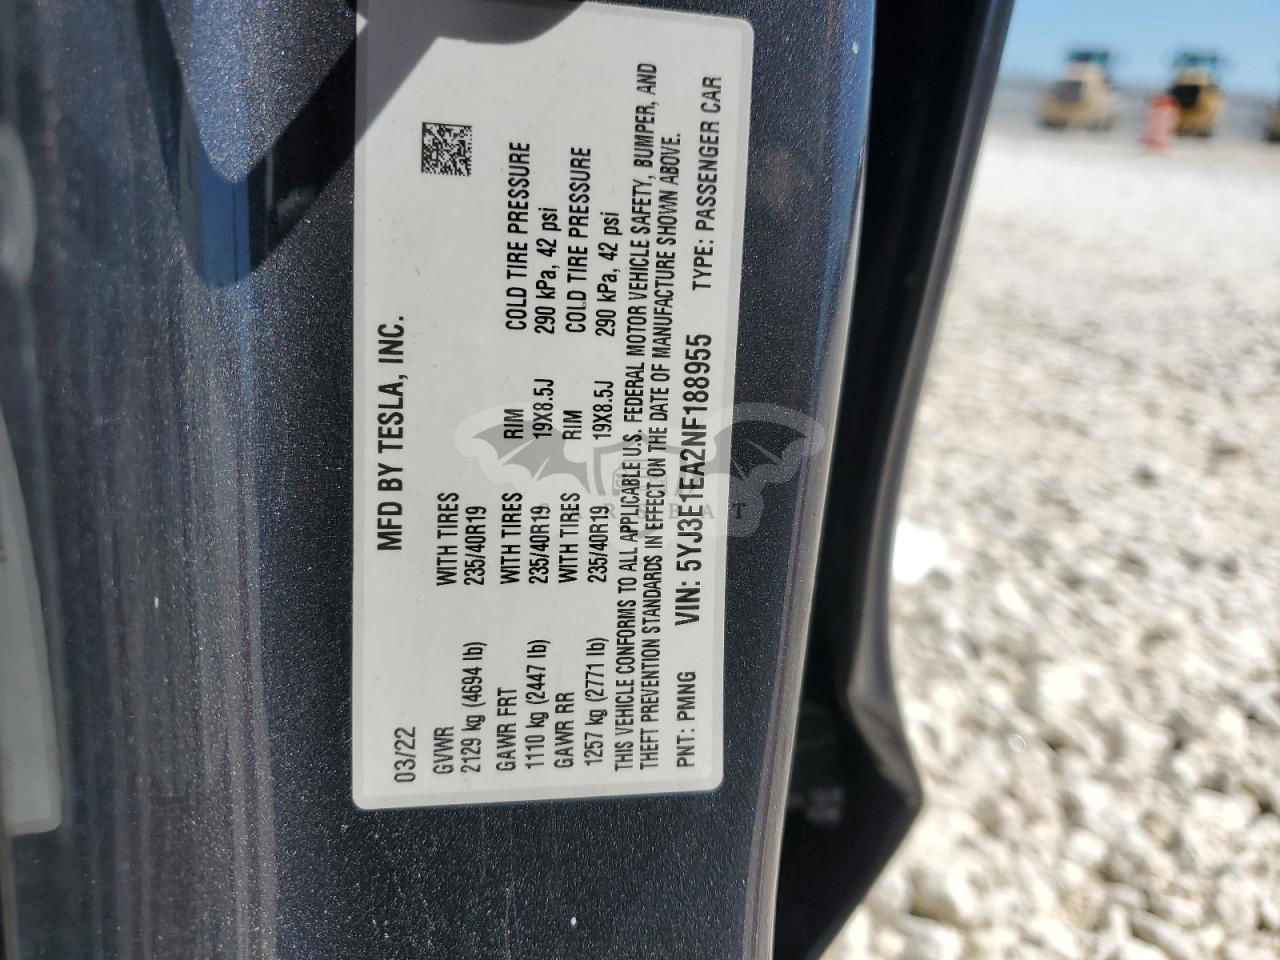 MFD BY TESLA, INC.
03/22
GVWR WITH TIRES
2129 kg (4694 lb) 235/40R19
GAWR FRT WITH TIRES RIM COLD TIRE PRESSURE
1110 kg (2447 lb) 235/40R19 19X8.5J 290 kPa, 42 psi
GAWR RR WITH TIRES RIM COLD TIRE PRESSURE
1257 kg (2771 lb) 235/40R19 19X8.5J 290 kPa, 42 psi
THIS VEHICLE CONFORMS TO ALL APPLICABLE U.S. FEDERAL MOTOR VEHICLE SAFETY, BUMPER, AND
THEFT PREVENTION STANDARDS IN EFFECT ON THE DATE OF MANUFACTURE SHOWN ABOVE.
PNT: PMNG VIN: 5YJ3E1EA2NF188955 TYPE: PASSENGER CAR